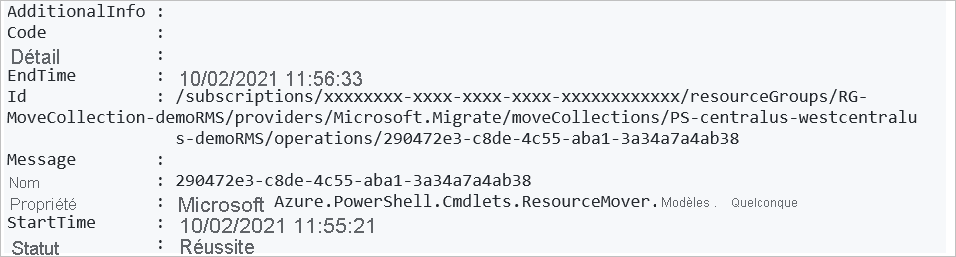 AdditionalInfo :
Code :
Détail :
EndTime : 10/02/2021 11:56:33
Id : /subscriptions/xxxxxxxx-xxxx-xxxx-xxxx-xxxxxxxxxxxx/resourceGroups/RG-
MoveCollection-demoRMS/providers/Microsoft.Migrate/moveCollections/PS-centralus-westcentralu
s-demoRMS/operations/290472e3-c8de-4c55-aba1-3a34a7a4ab38
Message :
Nom : 290472e3-c8de-4c55-aba1-3a34a7a4ab38
Propriété : Microsoft Azure.PowerShell.Cmdlets.ResourceMover. Modèles . Quelconque
StartTime : 10/02/2021 11:55:21
Statut : Réussite